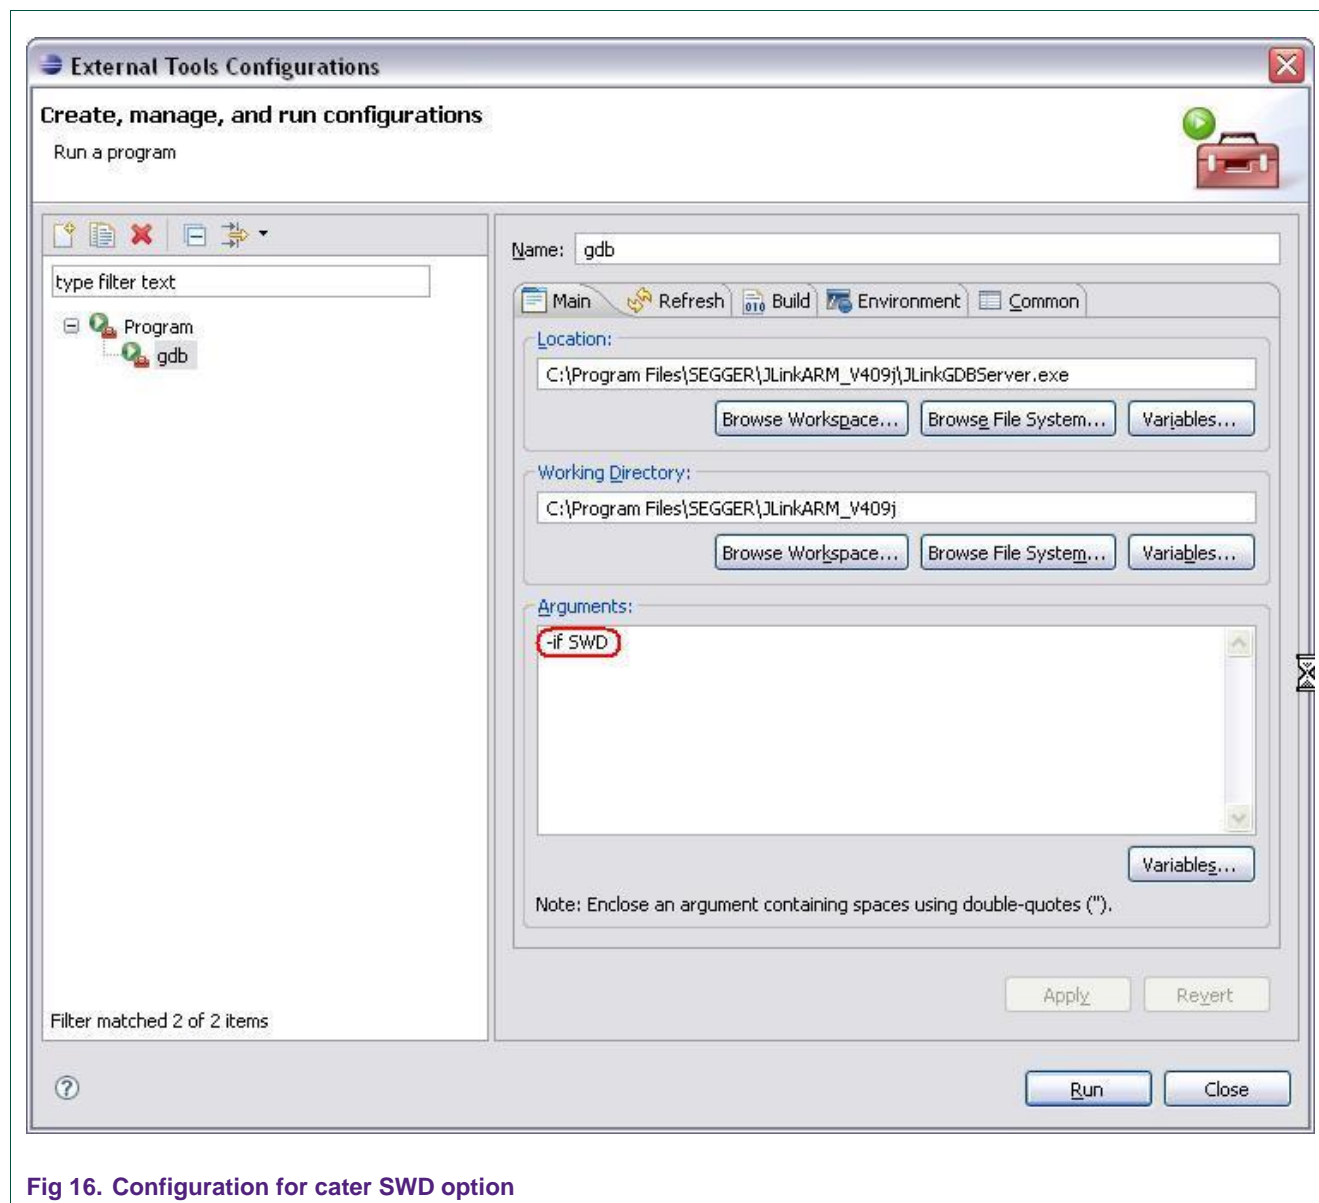 External Tools Configurations
Create, manage, and run configurations
Run a program
type filter text
Program
gdb
Filter matched 2 of 2 items
Name: gdb
Main Refresh 010 Build Environment Common
Location:
C:\Program Files\SEGGER\JLinkARM_V409j\JLinkGDBServer.exe
Browse Workspace... Browse File System... Variables...
Working Directory:
C:\Program Files\SEGGER\JLinkARM_V409j
Browse Workspace... Browse File System... Variables...
Arguments:
-if SWD
Variables...
Note: Enclose an argument containing spaces using double-quotes (").
Apply Revert
? Run Close
Fig 16. Configuration for cater SWD option